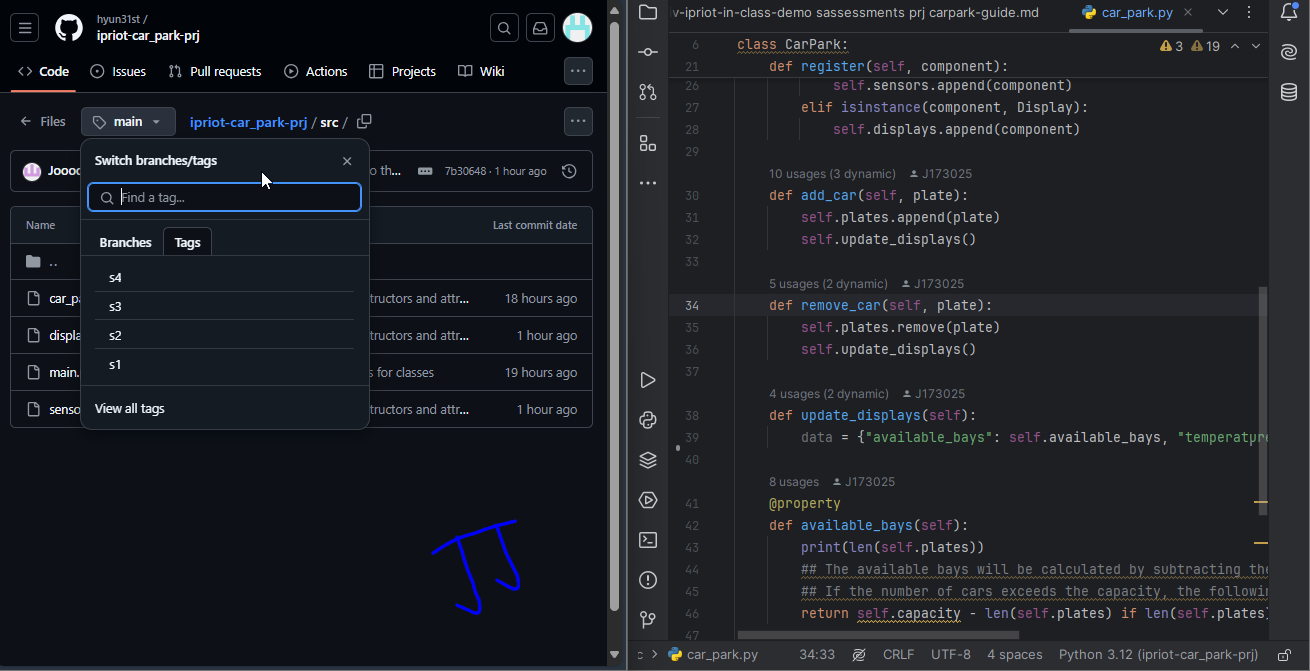 hyun31st /
ipriot-car_park-prj
Code
Issues
Pull requests
Actions
Projects
Wiki
Files
main
ipriot-car_park-prj / src /
Switch branches/tags
Find a tag...
Branches
Tags
s4
s3
s2
s1
View all tags
o th...
7b30648 · 1 hour ago
Name
Last commit date
..
car_p
tructors and attr...
18 hours ago
displa
tructors and attr...
1 hour ago
main.
s for classes
19 hours ago
senso
tructors and attr...
1 hour ago
v-ipriot-in-class-demo sassessments prj carpark-guide.md
car_park.py
3
19
6 class CarPark:
21 def register(self, component):
26 self.sensors.append(component)
27 elif isinstance(component, Display):
28 self.displays.append(component)
29
10 usages (3 dynamic) J173025
30 def add_car(self, plate):
31 self.plates.append(plate)
32 self.update_displays()
33
5 usages (2 dynamic) J173025
34 def remove_car(self, plate):
35 self.plates.remove(plate)
36 self.update_displays()
37
4 usages (2 dynamic) J173025
38 def update_displays(self):
39 data = {"available_bays": self.available_bays, "temperature
40
8 usages J173025
41 @property
42 def available_bays(self):
43 print(len(self.plates))
44 ## The available bays will be calculated by subtracting the
45 ## If the number of cars exceeds the capacity, the followin
46 return self.capacity - len(self.plates) if len(self.plates)
47
c > car_park.py
34:33
CRLF
UTF-8
4 spaces
Python 3.12 (ipriot-car_park-prj)